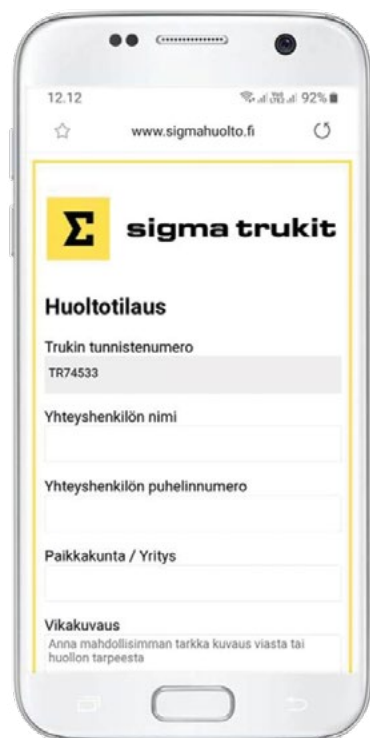 12.12 92%
www.sigmahuolto.fi
Σ sigma trukit
Huoltotilaus
Trukin tunnistenumero
TR74533
Yhteyshenkilön nimi
Yhteyshenkilön puhelinnumero
Paikkakunta / Yritys
Vikakuvaus
Anna mahdollisimman tarkka kuvaus viasta tai
huollon tarpeesta